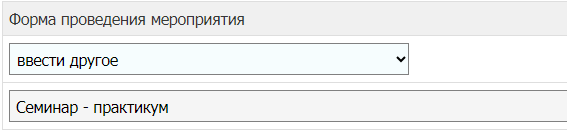 Форма проведения мероприятия
ввести другое
Семинар - практикум